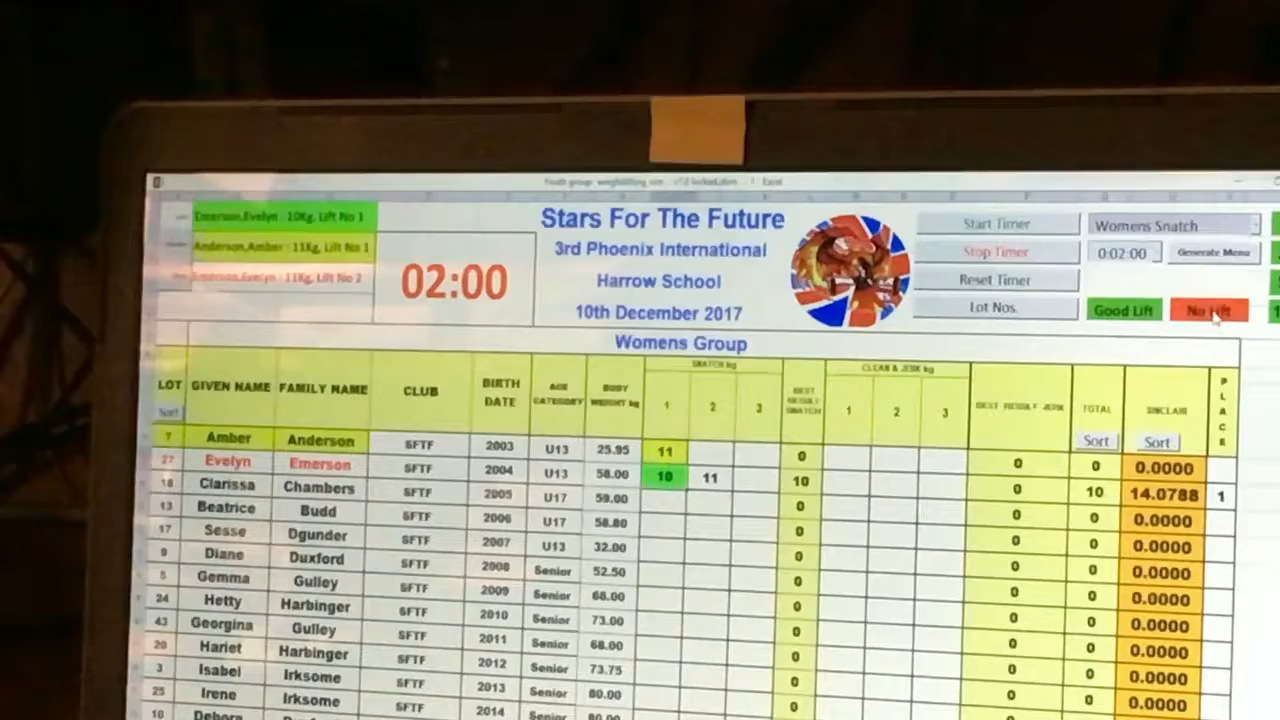 Excel
Emerson,Evelyn : 10Kg, Lift No 1
Anderson,Amber : 11Kg, Lift No 1
Emerson,Evelyn : 11Kg, Lift No 2
02:00
Stars For The Future
3rd Phoenix International
Harrow School
10th December 2017
Start Timer
Stop Timer
Reset Timer
Lot Nos.
Womens Snatch
0:02:00
Generate Menu
Good Lift
No Lift
Womens Group
LOT GIVEN NAME FAMILY NAME CLUB BIRTH DATE AGE CATEGORY BODY WEIGHT kg SNATCH kg 1 2 3 BEST RESULT SNATCH CLEAN & JERK kg 1 2 3 BEST RESULT JERK TOTAL SINCLAIR PLACE
Sort Sort Sort
7 Amber Anderson SFTF 2003 U13 25.95 11 0 0 0 0.0000
27 Evelyn Emerson SFTF 2004 U13 58.00 10 11 10 0 10 14.0788 1
18 Clarissa Chambers SFTF 2005 U17 59.00 0 0 0.0000
13 Beatrice Budd SFTF 2006 U17 58.80 0 0 0 0.0000
17 Sesse Dgunder SFTF 2007 U13 32.00 0 0 0 0.0000
9 Diane Duxford SFTF 2008 Senior 52.50 0 0 0 0.0000
5 Gemma Gulley SFTF 2009 Senior 68.00 0 0 0 0.0000
24 Hetty Harbinger SFTF 2010 Senior 73.00 0 0 0 0.0000
43 Georgina Gulley SFTF 2011 Senior 68.00 0 0 0 0.0000
20 Hariet Harbinger SFTF 2012 Senior 73.75 0 0 0 0.0000
3 Isabel Irksome SFTF 2013 Senior 80.00 0 0 0 0.0000
25 Irene Irksome SFTF 2014 Senior 80.00 0
10 Debora